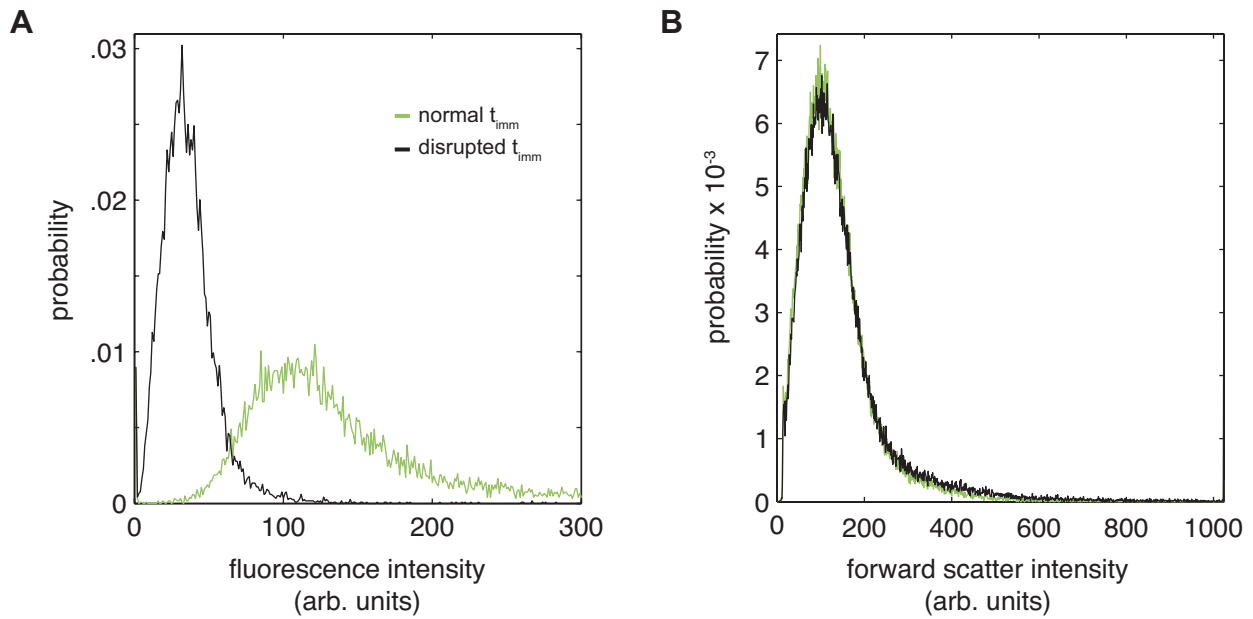 A
probability
.03
.02
.01
0
0
100
200
300
fluorescence intensity
(arb. units)
normal t_imm
disrupted t_imm
B
probability x 10^-3
7
6
5
4
3
2
1
0
0
200
400
600
800
1000
forward scatter intensity
(arb. units)